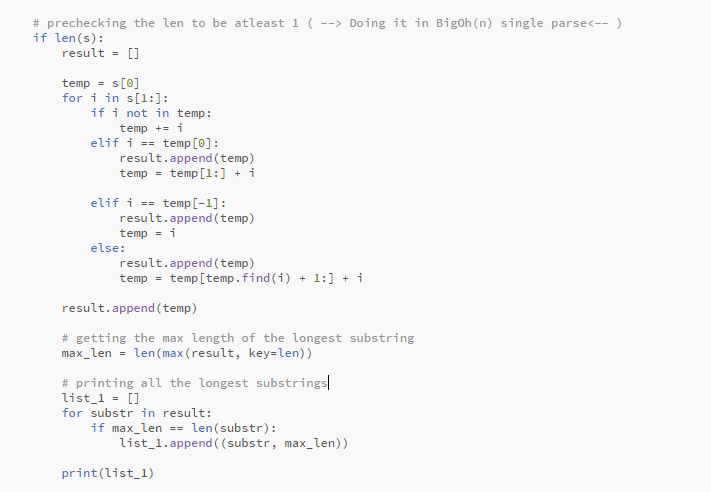 # prechecking the len to be atleast 1 ( --> Doing it in BigOh(n) single parse<-- )
if len(s):
    result = []
    temp = s[0]
    for i in s[1:]:
        if i not in temp:
            temp += i
        elif i == temp[0]:
            result.append(temp)
            temp = temp[1:] + i
        elif i == temp[-1]:
            result.append(temp)
            temp = i
        else:
            result.append(temp)
            temp = temp[temp.find(i) + 1:] + i
    result.append(temp)
    # getting the max length of the longest substring
    max_len = len(max(result, key=len))
    # printing all the longest substrings
    list_1 = []
    for substr in result:
        if max_len == len(substr):
            list_1.append((substr, max_len))
    print(list_1)